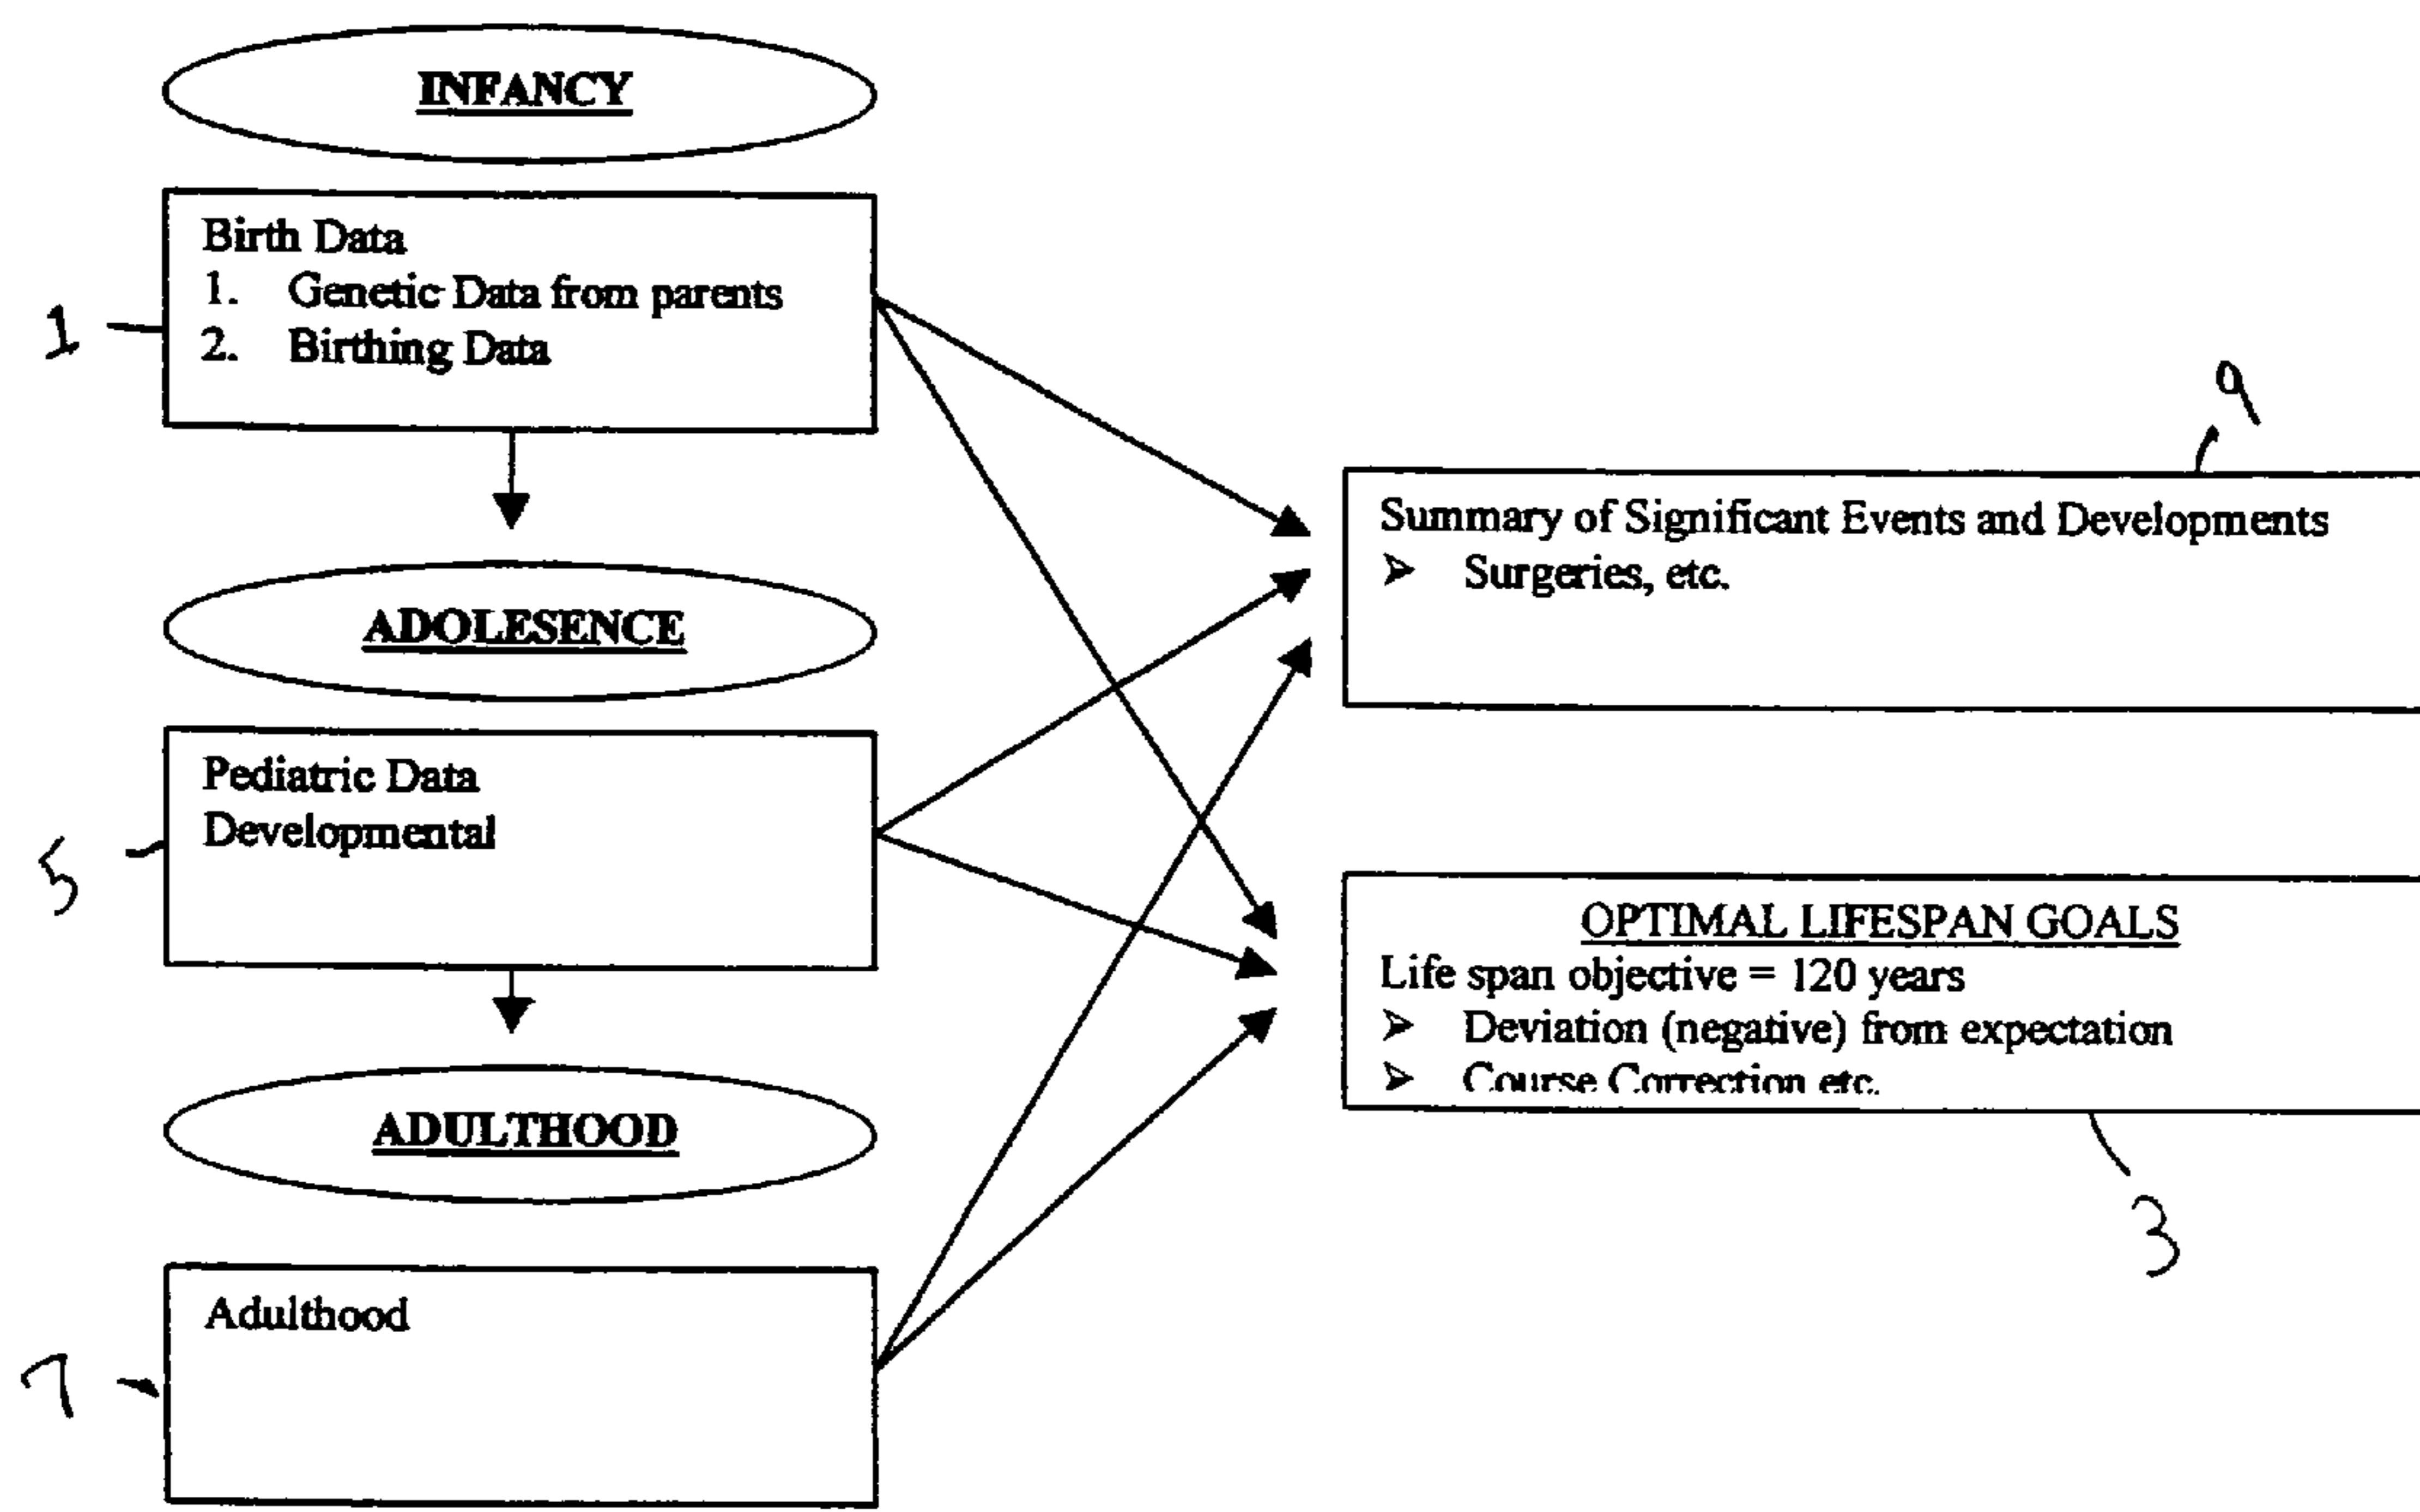 INFANCY
Birth Data
1. Genetic Data from parents
2. Birthing Data
1
ADOLESENCE
Pediatric Data
Developmental
5
ADULTHOOD
Adulthood
7
9
Summary of Significant Events and Developments
➢ Surgeries, etc.
OPTIMAL LIFESPAN GOALS
Life span objective = 120 years
➢ Deviation (negative) from expectation
➢ Course Correction etc.
3